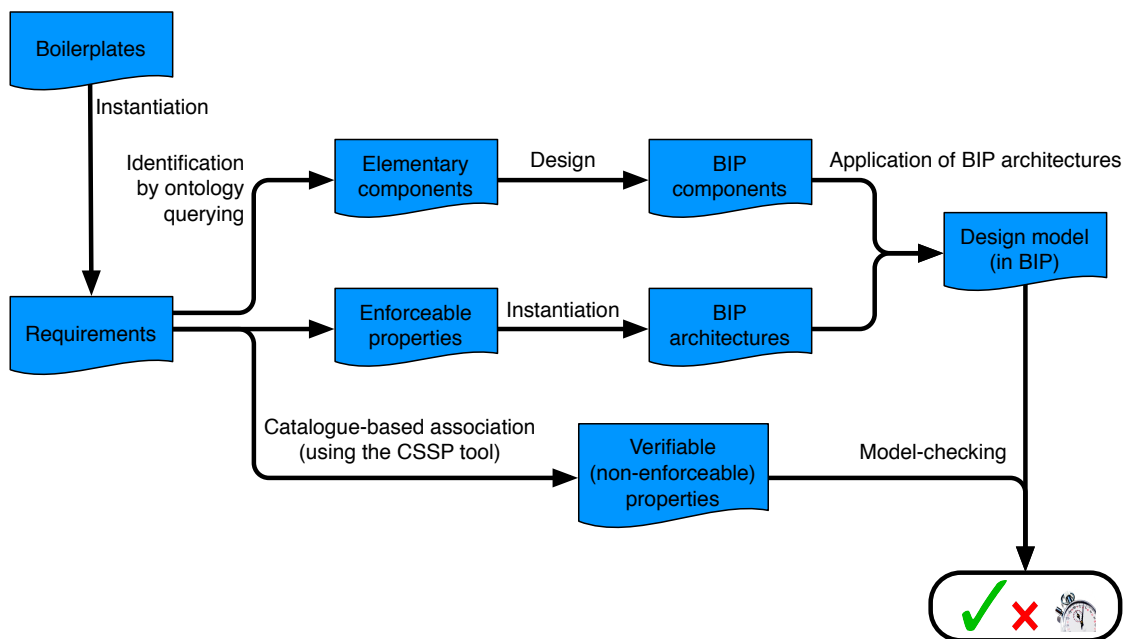 Boilerplates
Instantiation
Identification
by ontology
querying
Elementary
components
Design
BIP
components
Application of BIP architectures
Design model
(in BIP)
Requirements
Enforceable
properties
Instantiation
BIP
architectures
Catalogue-based association
(using the CSSP tool)
Verifiable
(non-enforceable)
properties
Model-checking